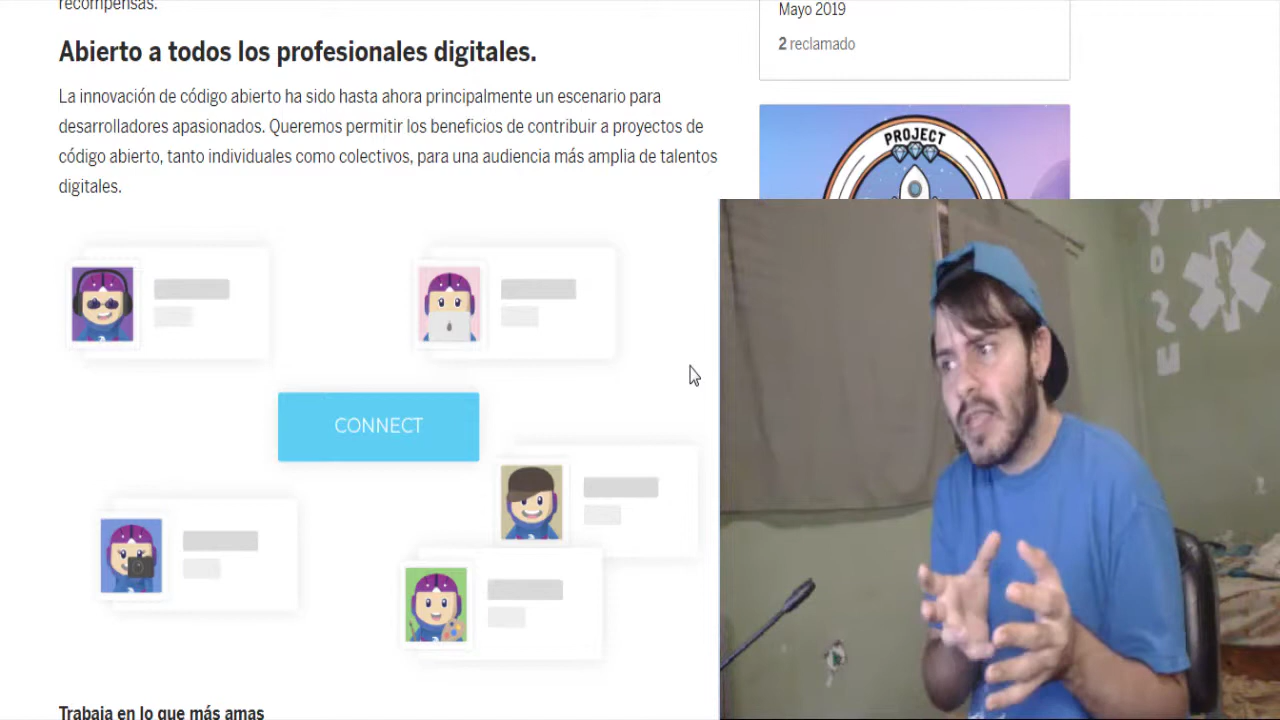 recompensas.
Abierto a todos los profesionales digitales.
La innovación de código abierto ha sido hasta ahora principalmente un escenario para
desarrolladores apasionados. Queremos permitir los beneficios de contribuir a proyectos de
código abierto, tanto individuales como colectivos, para una audiencia más amplia de talentos
digitales.
CONNECT
Trabaja en lo que más amas
Mayo 2019
2 reclamado
PROJECT
Y
O
Z
U